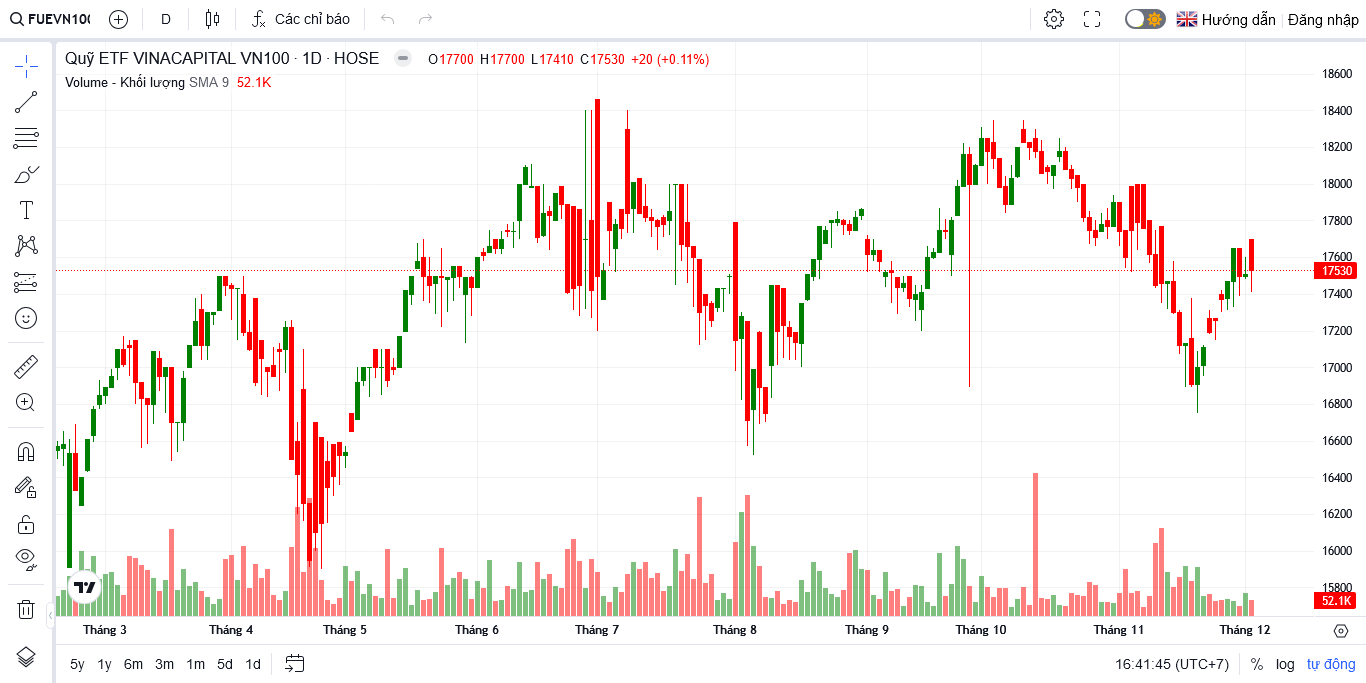 FUEVN100
D
Các chỉ báo
Hướng dẫn
Đăng nhập
Quỹ ETF VINACAPITAL VN100 · 1D · HOSE
O17700 H17700 L17410 C17530 +20 (+0.11%)
Volume - Khối lượng SMA 9 52.1K
18600
18400
18200
18000
17800
17600
17530
17400
17200
17000
16800
16600
16400
16200
16000
15800
52.1K
Tháng 3 Tháng 4 Tháng 5 Tháng 6 Tháng 7 Tháng 8 Tháng 9 Tháng 10 Tháng 11 Tháng 12
5y 1y 6m 3m 1m 5d 1d
16:41:45 (UTC+7) % log tự động